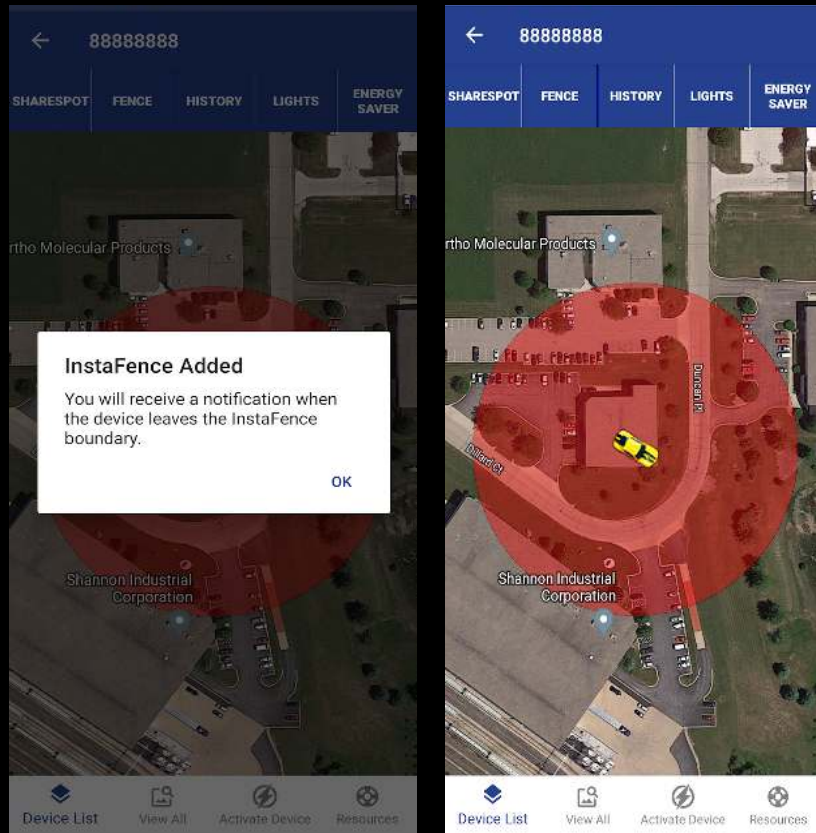 88888888
SHARESPOT
FENCE
HISTORY
LIGHTS
ENERGY
SAVER
rtho Molecular Products
InstaFence Added
You will receive a notification when
the device leaves the InstaFence
boundary.
OK
Shannon Industrial
Corporation
Device List
View All
Activate Device
Resources
88888888
SHARESPOT
FENCE
HISTORY
LIGHTS
ENERGY
SAVER
rtho Molecular Products
Duncan Pl
Dillard Ct
Shannon Industrial
Corporation
Device List
View All
Activate Device
Resources